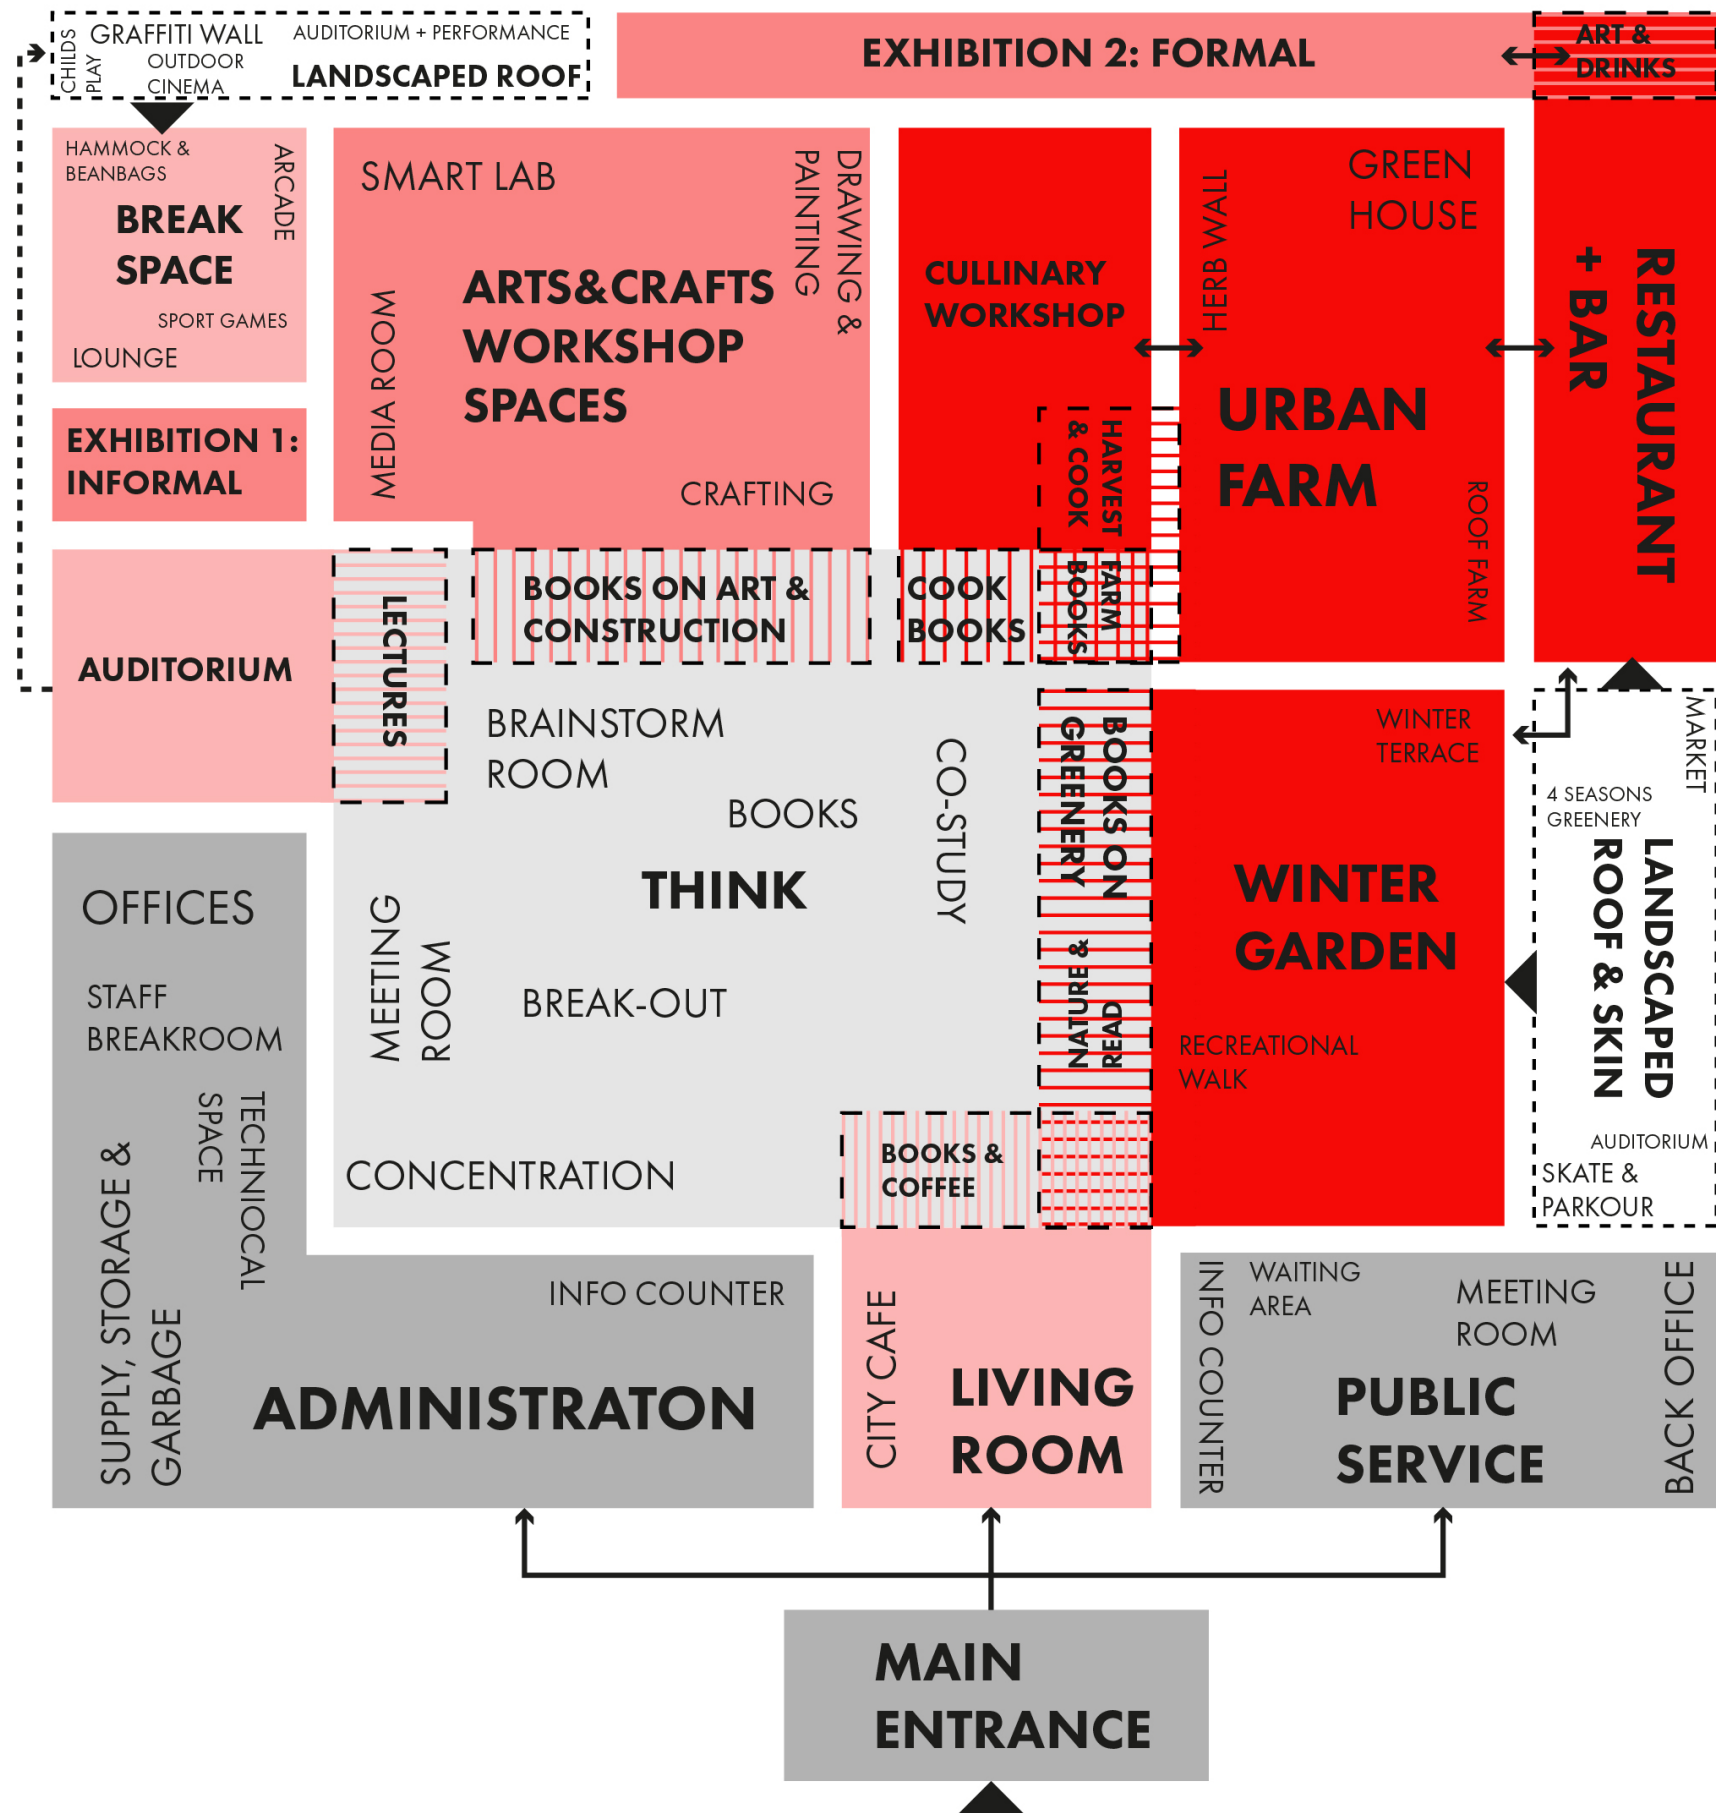 CHILDS
PLAY
GRAFFITI WALL
OUTDOOR
CINEMA
AUDITORIUM + PERFORMANCE
LANDSCAPED ROOF
EXHIBITION 2: FORMAL
ART &
DRINKS
HAMMOCK &
BEANBAGS
ARCADE
BREAK
SPACE
SPORT GAMES
LOUNGE
SMART LAB
DRAWING &
PAINTING
ARTS&CRAFTS
WORKSHOP
SPACES
MEDIA ROOM
CRAFTING
CULLINARY
WORKSHOP
HERB WALL
GREEN
HOUSE
URBAN
FARM
ROOF FARM
RESTAURANT
+ BAR
HARVEST
& COOK
EXHIBITION 1:
INFORMAL
AUDITORIUM
LECTURES
BOOKS ON ART &
CONSTRUCTION
COOK
BOOKS
FARM
BOOKS
BRAINSTORM
ROOM
BOOKS
THINK
CO-STUDY
MEETING
ROOM
BREAK-OUT
CONCENTRATION
BOOKS ON
GREENERY
NATURE &
READ
WINTER
TERRACE
WINTER
GARDEN
RECREATIONAL
WALK
MARKET
4 SEASONS
GREENERY
LANDSCAPED
ROOF & SKIN
AUDITORIUM
SKATE &
PARKOUR
OFFICES
STAFF
BREAKROOM
TECHNIOCAL
SPACE
SUPPLY, STORAGE &
GARBAGE
INFO COUNTER
ADMINISTRATON
BOOKS &
COFFEE
CITY CAFE
LIVING
ROOM
INFO COUNTER
WAITING
AREA
MEETING
ROOM
BACK OFFICE
PUBLIC
SERVICE
MAIN
ENTRANCE